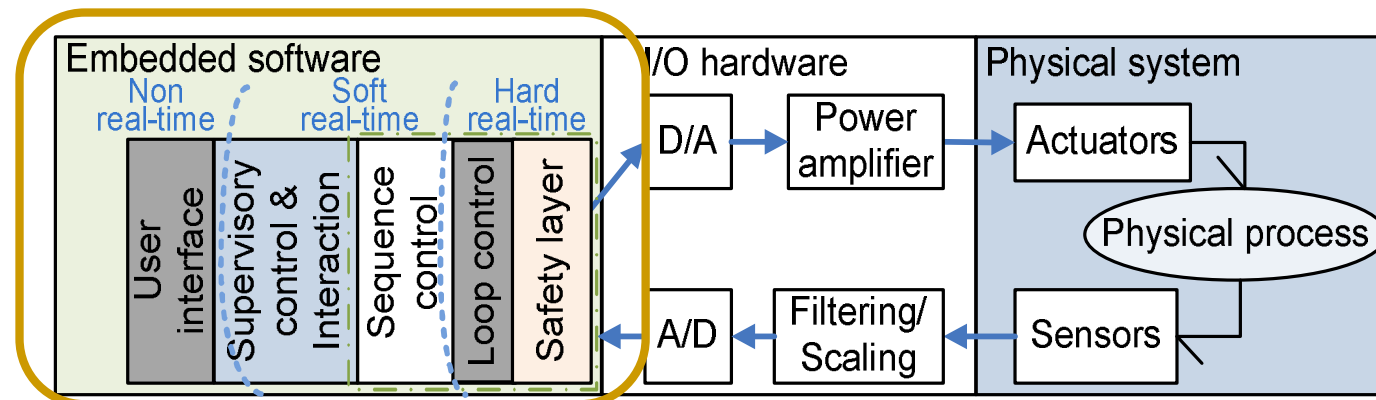 Embedded software
Non
real-time
Soft
real-time
Hard
real-time
User
interface
Supervisory
control &
Interaction
Sequence
control
Loop control
Safety layer
I/O hardware
D/A
Power
amplifier
A/D
Filtering/
Scaling
Physical system
Actuators
Physical process
Sensors